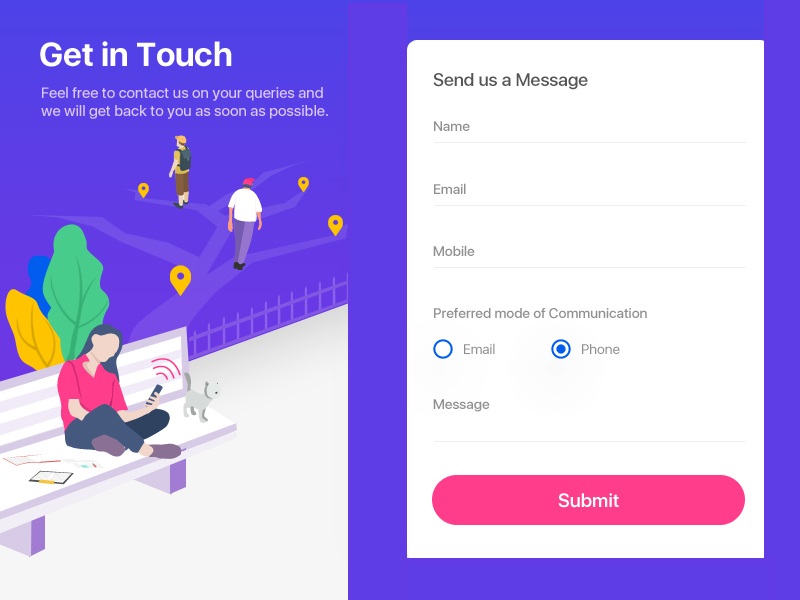 Get in Touch
Feel free to contact us on your queries and
we will get back to you as soon as possible.
Send us a Message
Name
Email
Mobile
Preferred mode of Communication
Email
Phone
Message
Submit